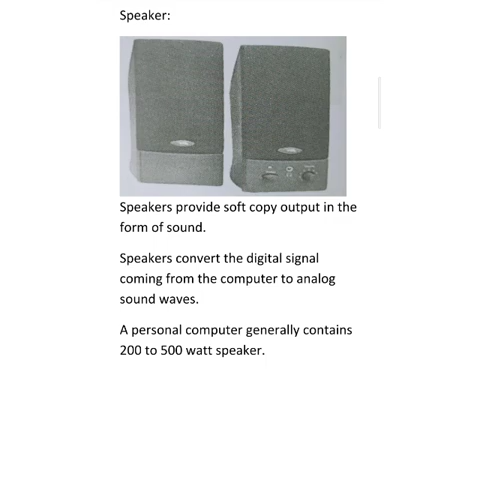 Speaker:
Speakers provide soft copy output in the
form of sound.
Speakers convert the digital signal
coming from the computer to analog
sound waves.
A personal computer generally contains
200 to 500 watt speaker.